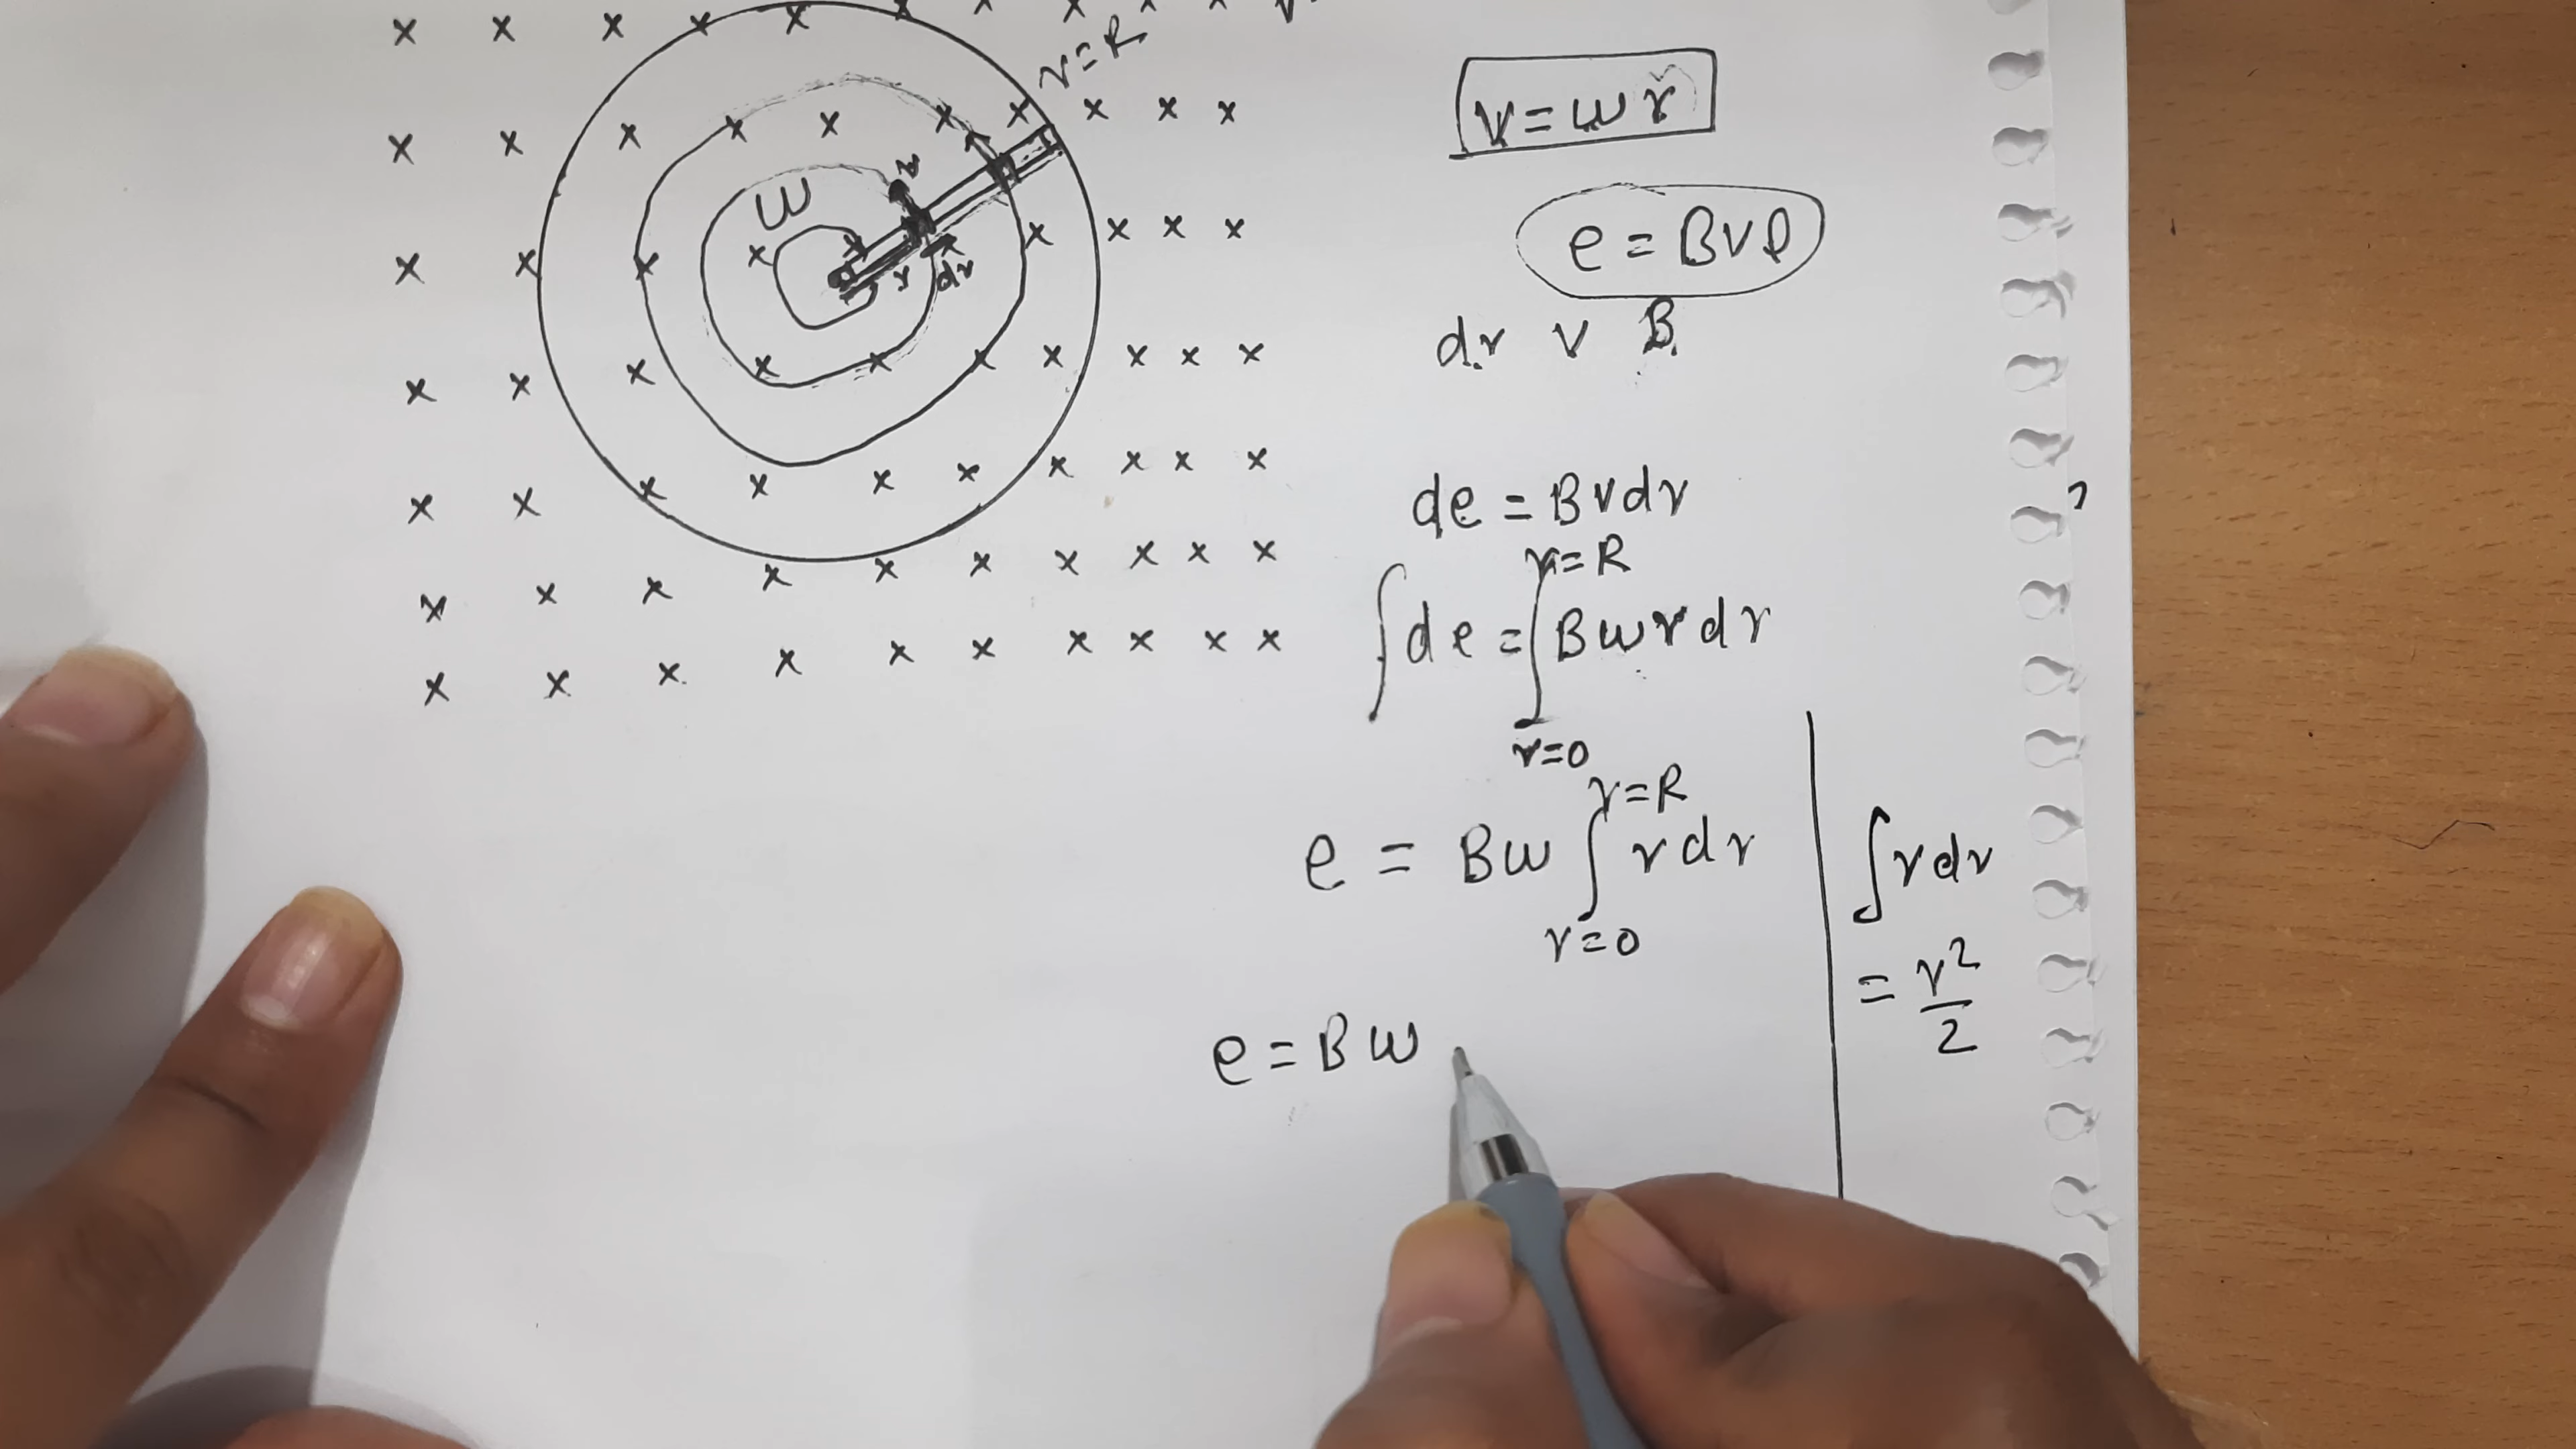 r=R
ω
v
r
dr
v=ωr
e=Bvl
dr v B
de=Bvdr
r=R
∫de=∫Bωrdr
r=0
r=R
e = Bω∫rdr
r=0
∫rdr
= r²/2
e=Bω